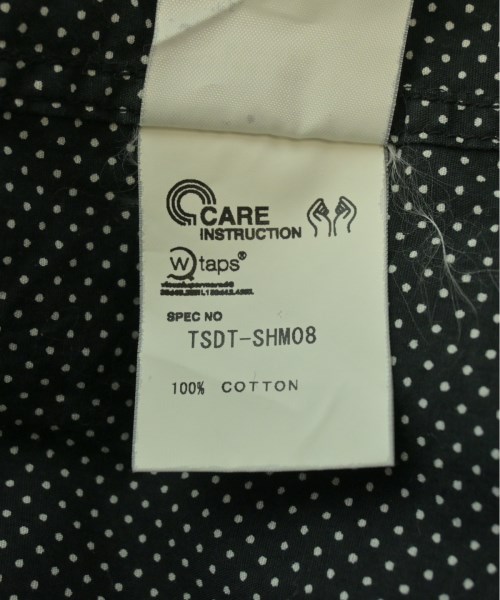 CARE
INSTRUCTION
W taps®
SPEC NO
TSDT-SHM08
100% COTTON